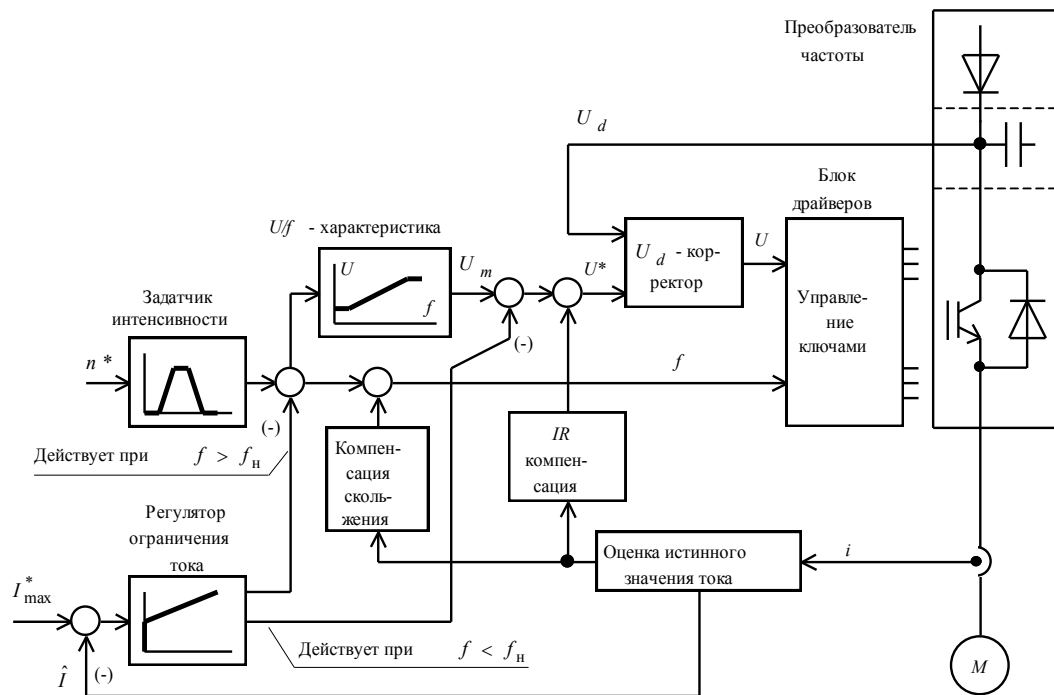 Преобразователь
частоты
U d
Блок
драйверов
U/f - характеристика
U
f
U m
U*
U d - кор-
ректор
U
Управле-
ние
ключами
Задатчик
интенсивности
n *
(-)
(-)
f
Действует при f > f н
Компен-
сация
сколь-
жения
IR
компен-
сация
Регулятор
ограничения
тока
Оценка истинного
значения тока
i
I * max
Действует при f < f н
Î
(-)
M